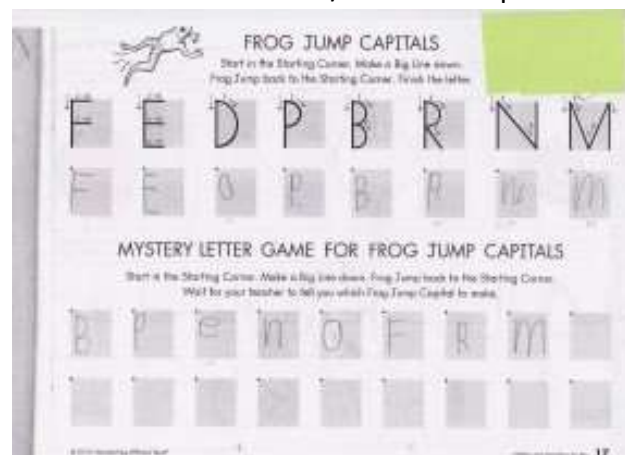 FROG JUMP CAPITALS
Start in the Starting Corner. Make a Big Line down.
Frog Jump back to the Starting Corner. Finish the letter.
F E D P B R N M
F E D P B R n m
MYSTERY LETTER GAME FOR FROG JUMP CAPITALS
Start in the Starting Corner. Make a Big Line down. Frog Jump back to the Starting Corner.
Wait for your teacher to tell you which Frog Jump Capital to make.
B P e n D F R m
17